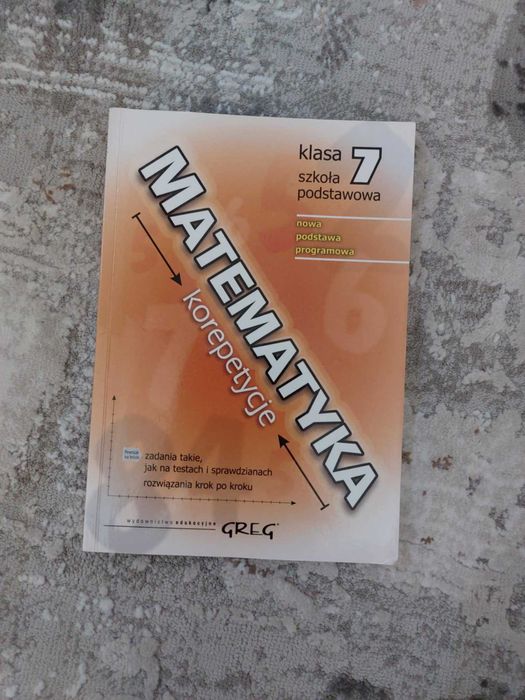 klasa 7
szkoła
podstawowa
nowa
podstawa
programowa
MATEMATYKA
korepetycje
zadania takie,
jak na testach i sprawdzianach
rozwiązania krok po kroku
wydawnictwo edukacyjne GREG®